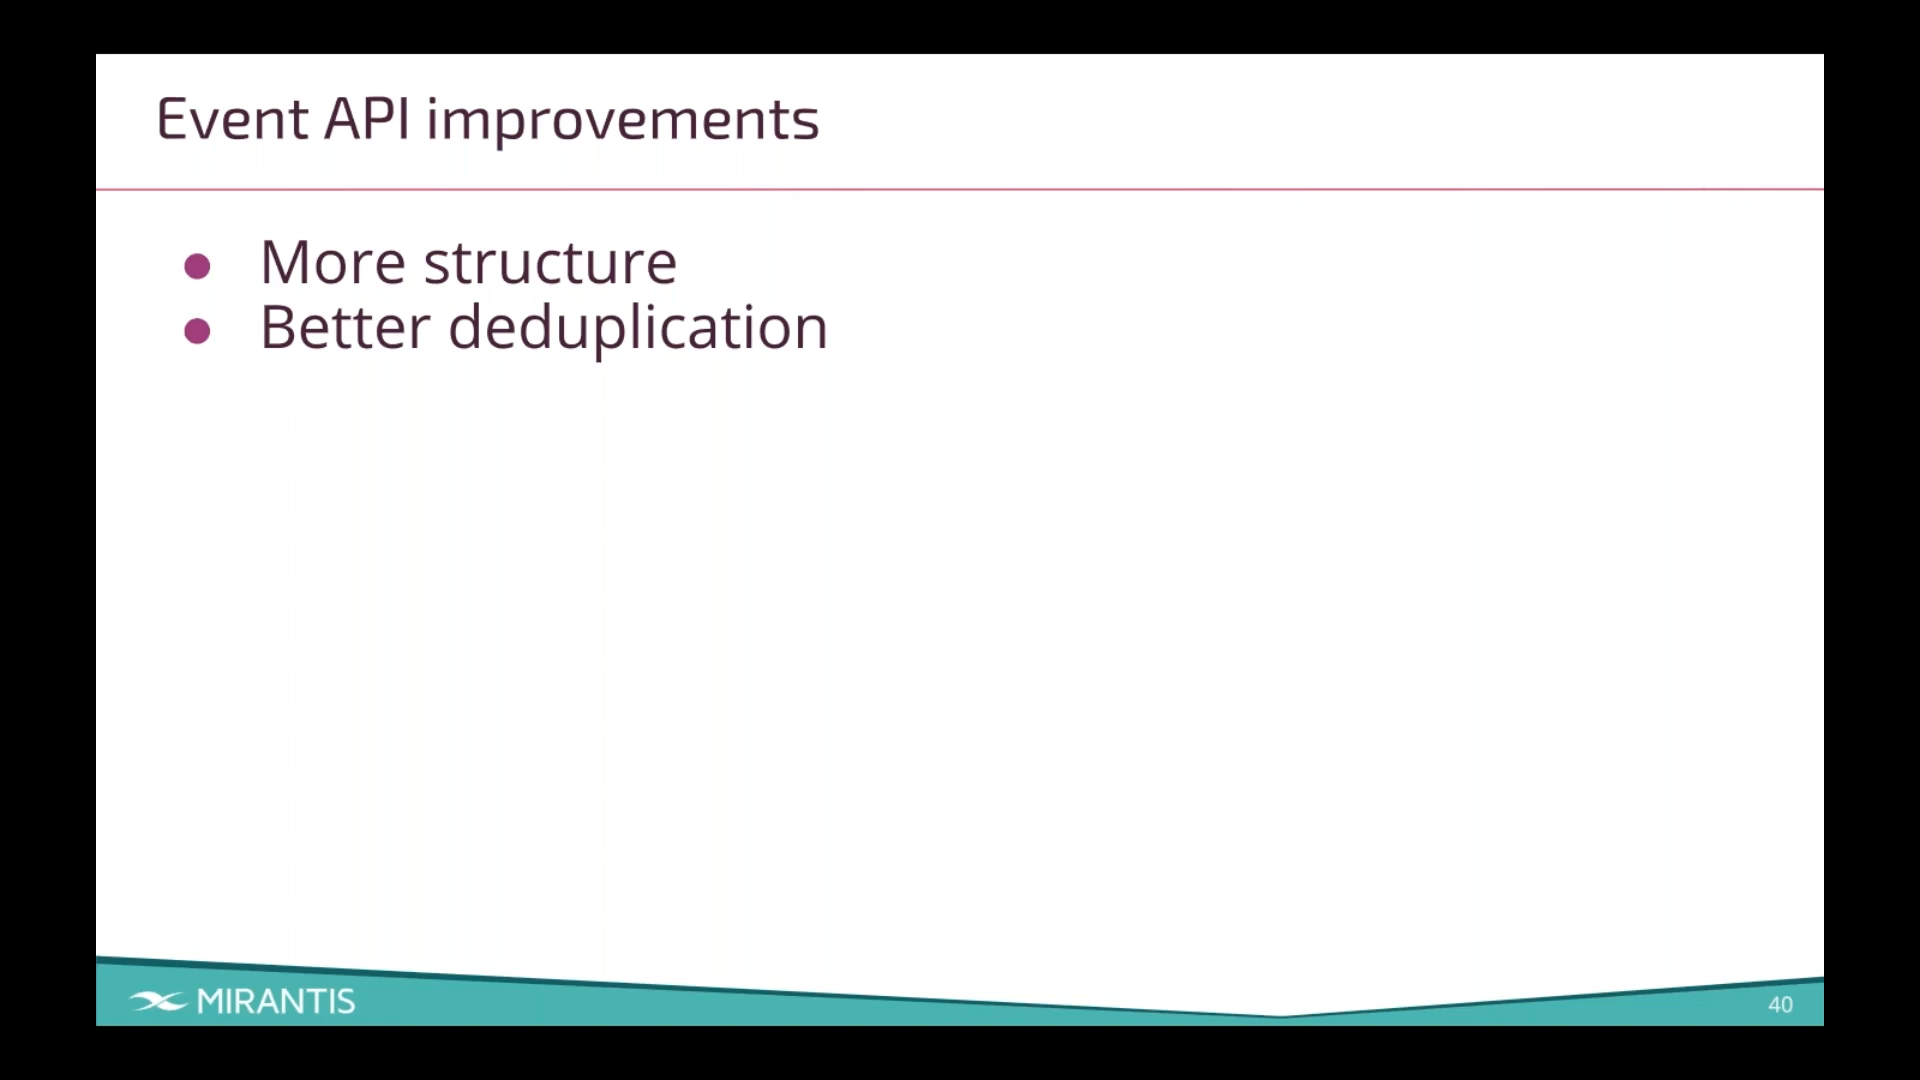 Event API improvements
● More structure
● Better deduplication
MIRANTIS
40